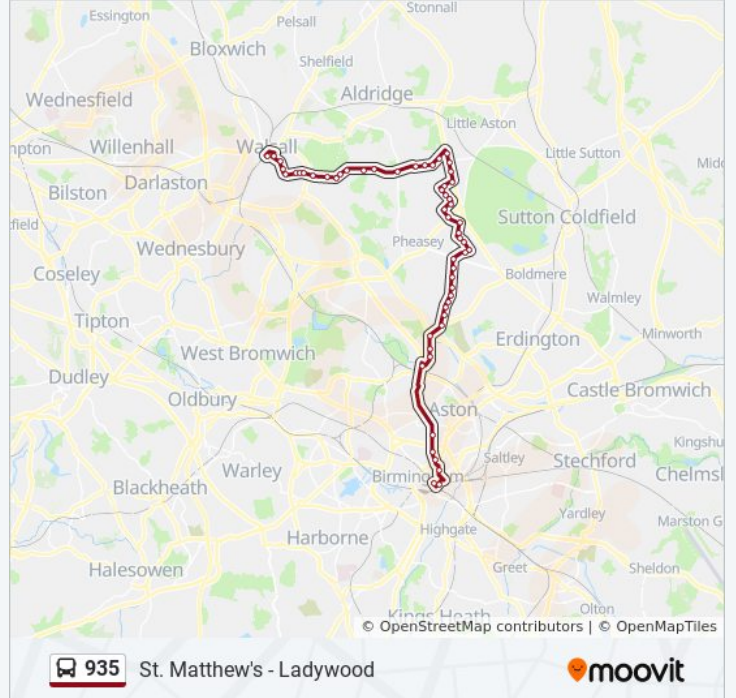 Essington
Stonnall
Pelsall
Bloxwich
Shelfield
Aldridge
Wednesfield
Little Aston
Willenhall
Walsall
mpton
Little Sutton
Midd
Darlaston
Bilston
field
Sutton Coldfield
Pheasey
Wednesbury
Coseley
Boldmere
Walmley
Tipton
Minworth
Erdington
West Bromwich
Dudley
Castle Bromwich
Oldbury
Aston
Kingshu
Saltley
Stechford
Warley
Birmingham
Chelmsl
Blackheath
Yardley
Marston G
Highgate
Harborne
Halesowen
Greet
Sheldon
Olton
Kings Heath
© OpenStreetMap contributors | © OpenMapTiles
935 St. Matthew's - Ladywood
moovit